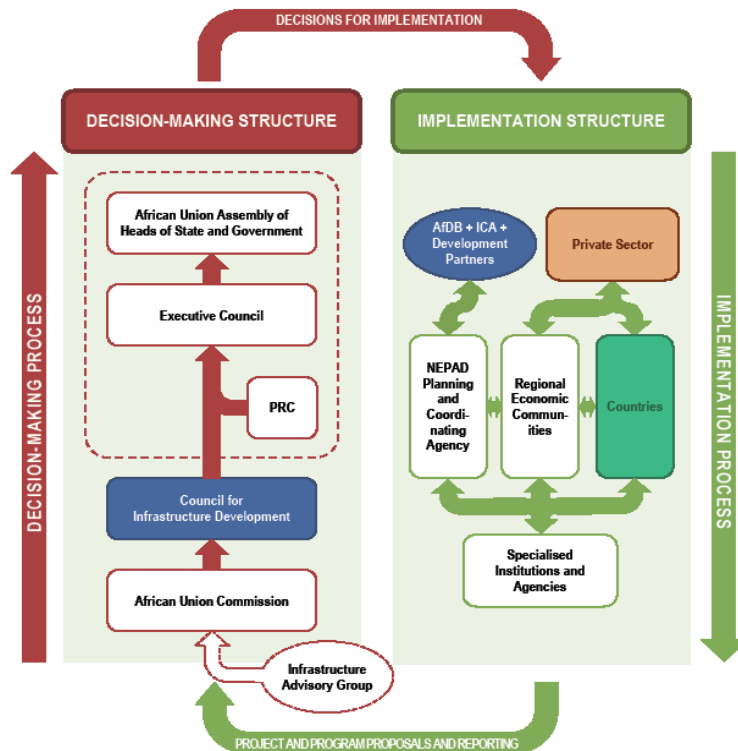 DECISIONS FOR IMPLEMENTATION
DECISION-MAKING STRUCTURE
IMPLEMENTATION STRUCTURE
DECISION-MAKING PROCESS
African Union Assembly of
Heads of State and Government
Executive Council
PRC
Council for
Infrastructure Development
African Union Commission
Infrastructure
Advisory Group
AfDB + ICA +
Development
Partners
Private Sector
NEPAD
Planning
and
Coordi-
nating
Agency
Regional
Economic
Commun-
ities
Countries
Specialised
Institutions and
Agencies
IMPLEMENTATION PROCESS
PROJECT AND PROGRAM PROPOSALS AND REPORTING